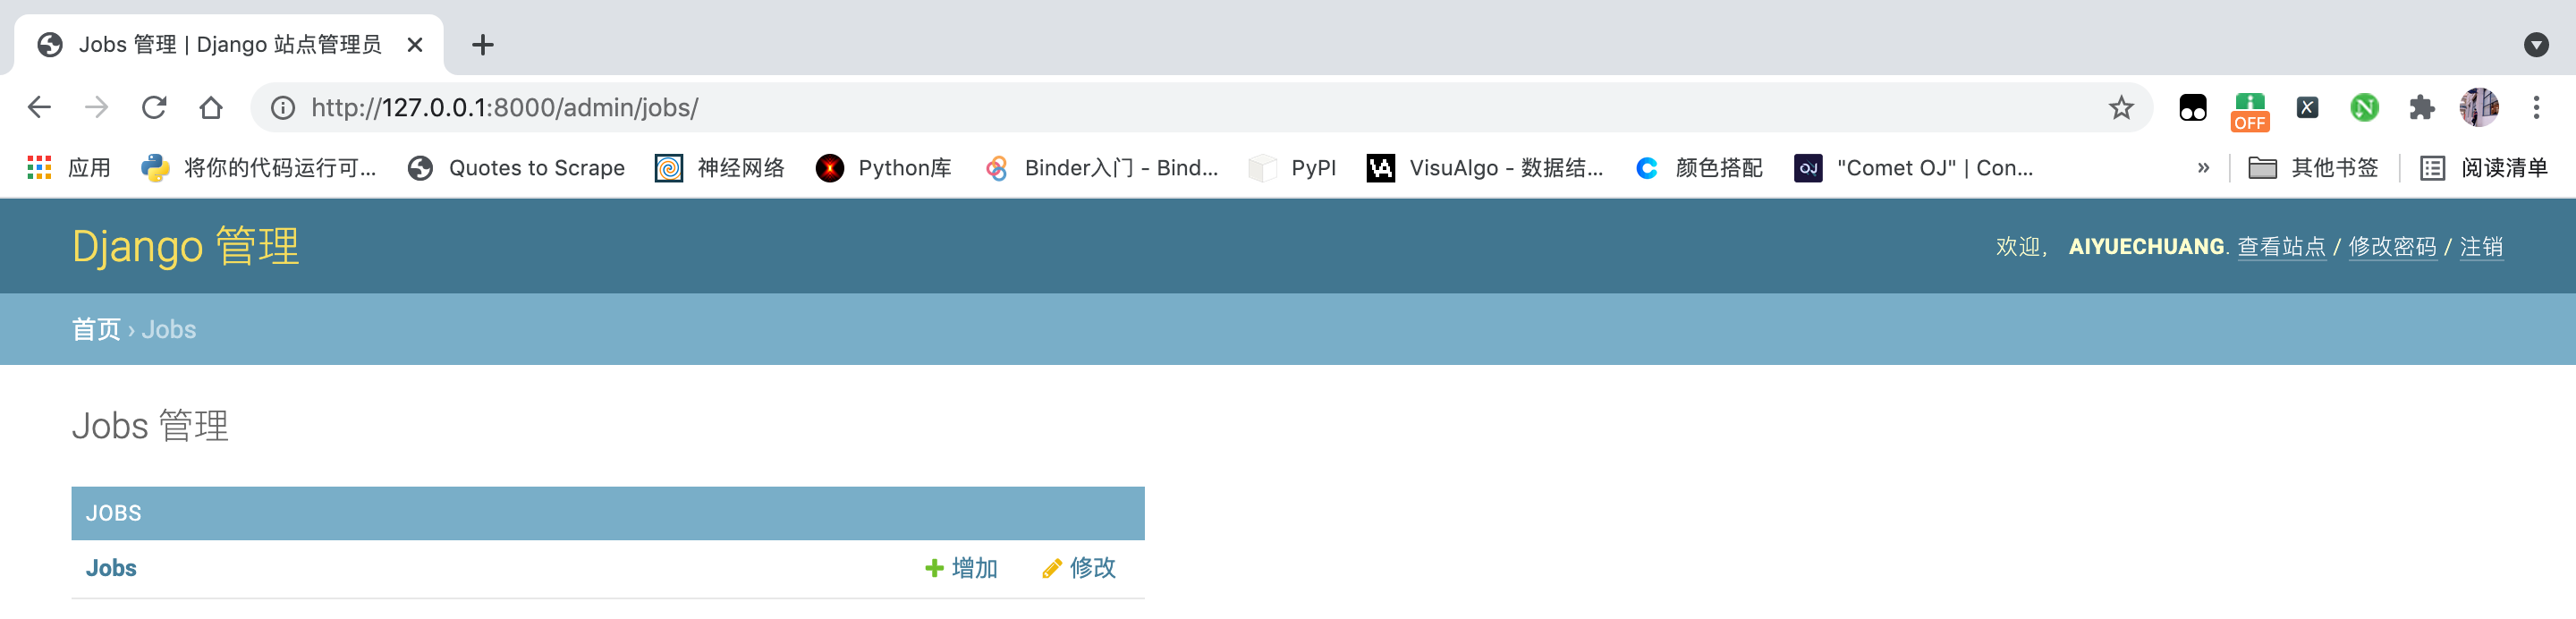 Jobs 管理 | Django 站点管理员
http://127.0.0.1:8000/admin/jobs/
OFF
应用 将你的代码运行可... Quotes to Scrape 神经网络 Python库 Binder入门 - Bind... PyPI VisuAlgo - 数据结... 颜色搭配 OJ "Comet OJ" | Con... » 其他书签 阅读清单
Django 管理
欢迎, AIYUECHUANG. 查看站点 / 修改密码 / 注销
首页 › Jobs
Jobs 管理
JOBS
Jobs 增加 修改